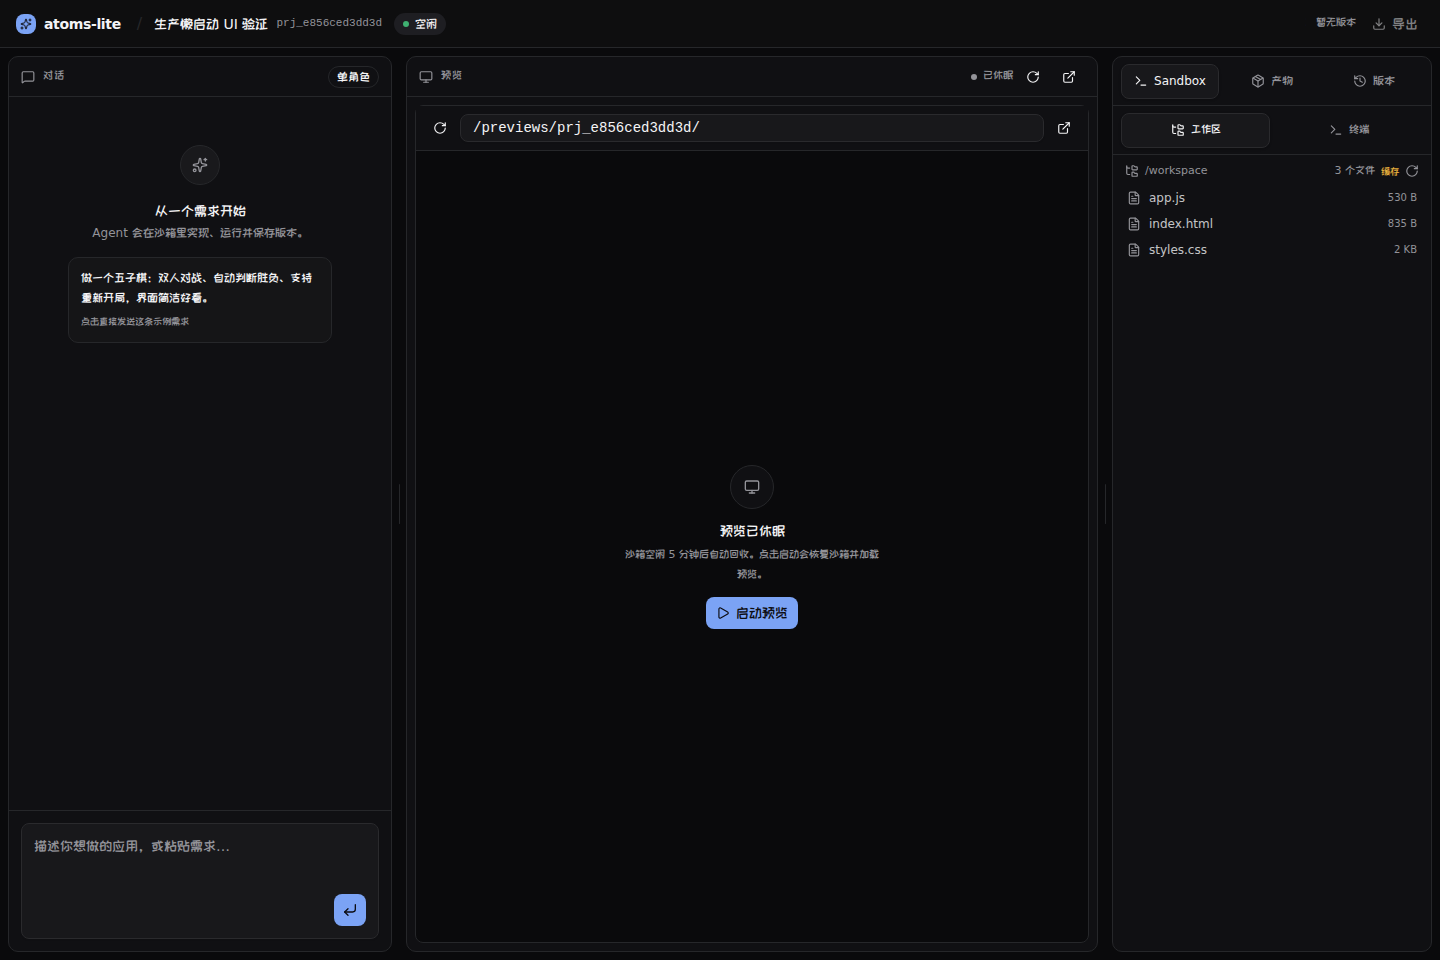 atoms-lite / 生产懒启动 UI 验证 prj_e856ced3dd3d 空闲
暂无版本 导出
对话 单角色
从一个需求开始
Agent 会在沙箱里实现、运行并保存版本。
做一个五子棋：双人对战、自动判断胜负、支持
重新开局，界面简洁好看。
点击直接发送这条示例需求
描述你想做的应用，或粘贴需求...
预览 已休眠
/previews/prj_e856ced3dd3d/
预览已休眠
沙箱空闲 5 分钟后自动回收。点击启动会恢复沙箱并加载
预览。
启动预览
Sandbox 产物 版本
工作区 终端
/workspace 3 个文件 缓存
app.js 530 B
index.html 835 B
styles.css 2 KB